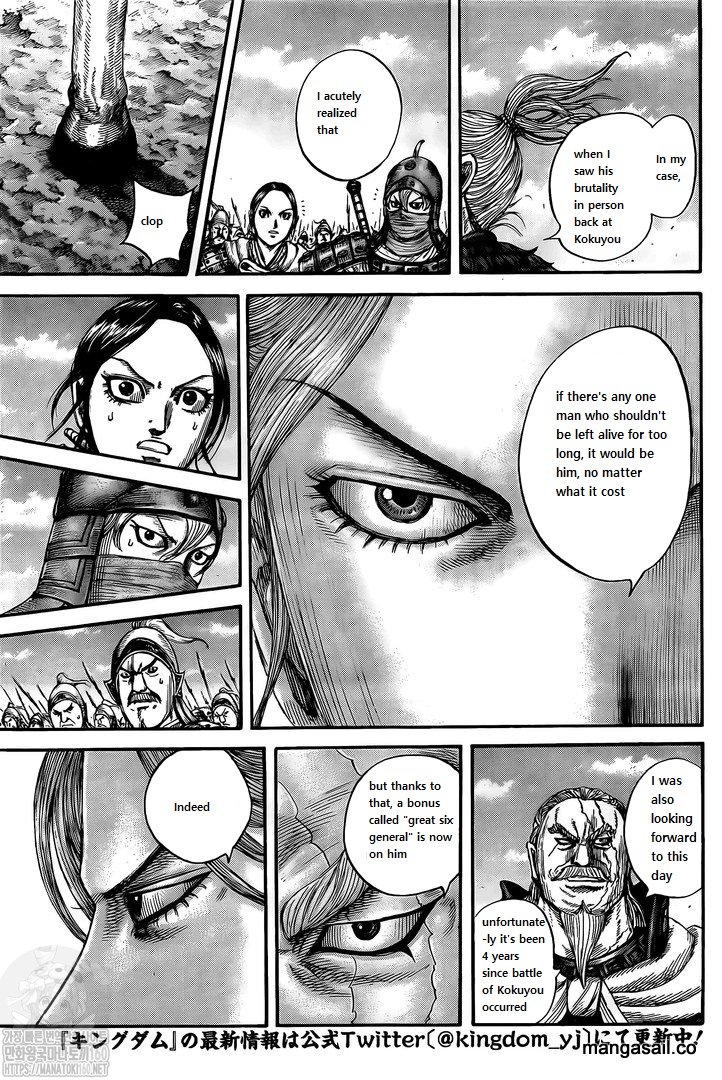 In my
case,
when I
saw his
brutality
in person
back at
Kokuyou
I acutely
realized
that
clop
if there's any one
man who shouldn't
be left alive for too
long, it would be
him, no matter
what it cost
I was
also
looking
forward
to this
day
unfortunate
-ly it's been
4 years
since battle
of Kokuyou
occurred
but thanks to
that, a bonus
called "great six
general" is now
on him
Indeed
『キングダム』の最新情報は公式Twitter〔@kingdom_yj〕にて更新中!
mangasail.co
HTTPS://MANATOKI160.NET